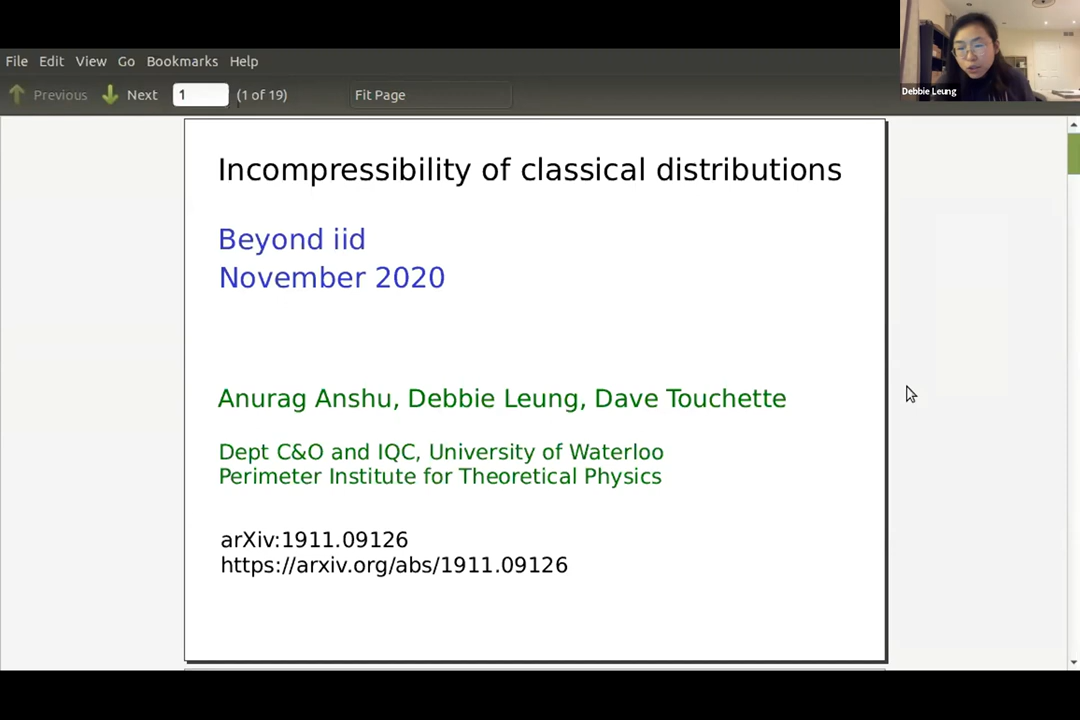 File Edit View Go Bookmarks Help
Previous Next 1 (1 of 19) Fit Page
Debbie Leung
Incompressibility of classical distributions
Beyond iid
November 2020
Anurag Anshu, Debbie Leung, Dave Touchette
Dept C&O and IQC, University of Waterloo
Perimeter Institute for Theoretical Physics
arXiv:1911.09126
https://arxiv.org/abs/1911.09126